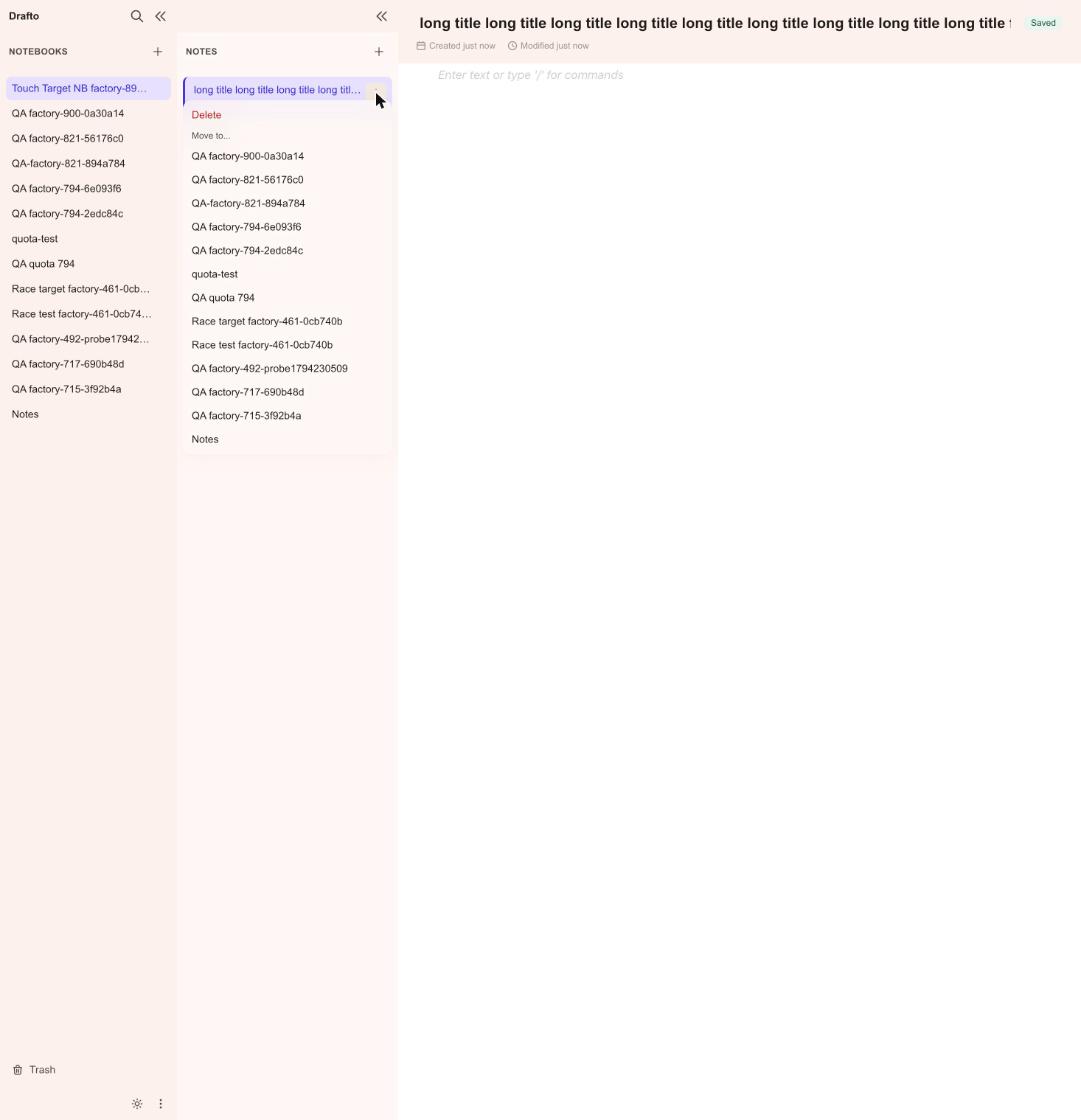 Drafto
NOTEBOOKS
Touch Target NB factory-89…
QA factory-900-0a30a14
QA factory-821-56176c0
QA-factory-821-894a784
QA factory-794-6e093f6
QA factory-794-2edc84c
quota-test
QA quota 794
Race target factory-461-0cb…
Race test factory-461-0cb74…
QA factory-492-probe17942…
QA factory-717-690b48d
QA factory-715-3f92b4a
Notes
Trash
NOTES
long title long title long title long titl…
Delete
Move to...
QA factory-900-0a30a14
QA factory-821-56176c0
QA-factory-821-894a784
QA factory-794-6e093f6
QA factory-794-2edc84c
quota-test
QA quota 794
Race target factory-461-0cb740b
Race test factory-461-0cb740b
QA factory-492-probe1794230509
QA factory-717-690b48d
QA factory-715-3f92b4a
Notes
long title long title long title long title long title long title long title long title long title
Saved
Created just now Modified just now
Enter text or type '/' for commands